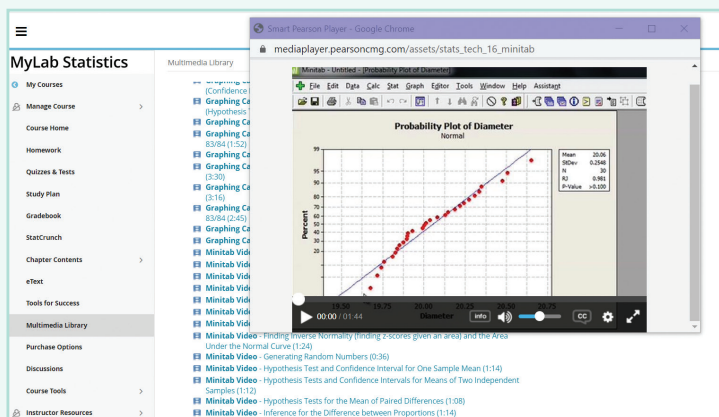 Smart Pearson Player - Google Chrome
mediaplayer.pearsoncmg.com/assets/stats_tech_16_minitab
MyLab Statistics
My Courses
Manage Course
Course Home
Homework
Quizzes & Tests
Study Plan
Gradebook
StatCrunch
Chapter Contents
eText
Tools for Success
Multimedia Library
Purchase Options
Discussions
Course Tools
Instructor Resources
Multimedia Library
(Confidence
Graphing Ca
(Hypothesis
Graphing Ca
Graphing Ca
83/84 (1:52)
Graphing Ca
(3:30)
Graphing Ca
(3:16)
Graphing Ca
83/84 (2:45)
Graphing Ca
Graphing Ca
Minitab Vide
Minitab Vide
Minitab Vide
Minitab Vide
Minitab Vide
Minitab Vide
Minitab Video - Finding Inverse Normality (finding z-scores given an area) and the Area
Under the Normal Curve (1:24)
Minitab Video - Generating Random Numbers (0:36)
Minitab Video - Hypothesis Test and Confidence Interval for One Sample Mean (1:14)
Minitab Video - Hypothesis Tests and Confidence Intervals for Means of Two Independent
Samples (1:12)
Minitab Video - Hypothesis Tests for the Mean of Paired Differences (1:08)
Minitab Video - Inference for the Difference between Proportions (1:14)
Minitab - Untitled - [Probability Plot of Diameter]
File Edit Data Calc Stat Graph Editor Tools Window Help Assistant
Probability Plot of Diameter
Normal
Mean 20.06
StDev 0.2548
N 30
RJ 0.981
P-Value >0.100
Percent
99
95
90
80
70
60
50
40
30
20
19.50 19.75 20.00 20.25 20.50 20.75
Diameter
00:00 / 01:44
Info
CC